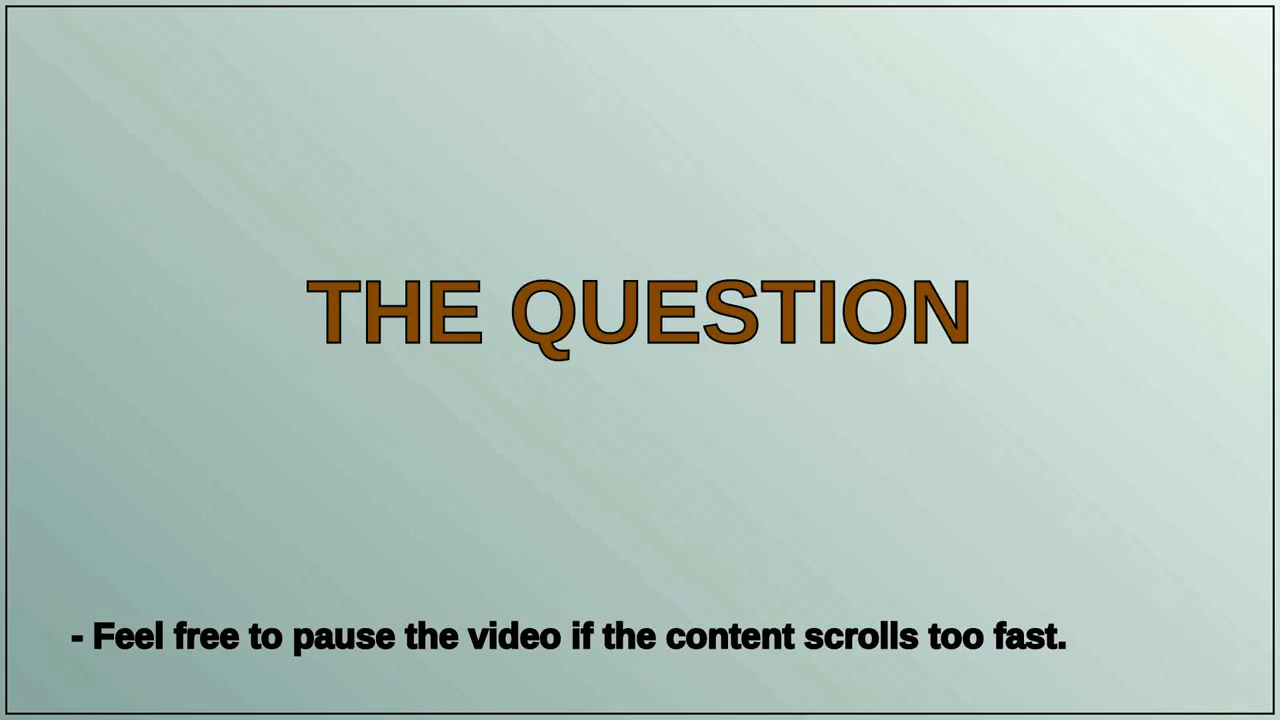 THE QUESTION
- Feel free to pause the video if the content scrolls too fast.